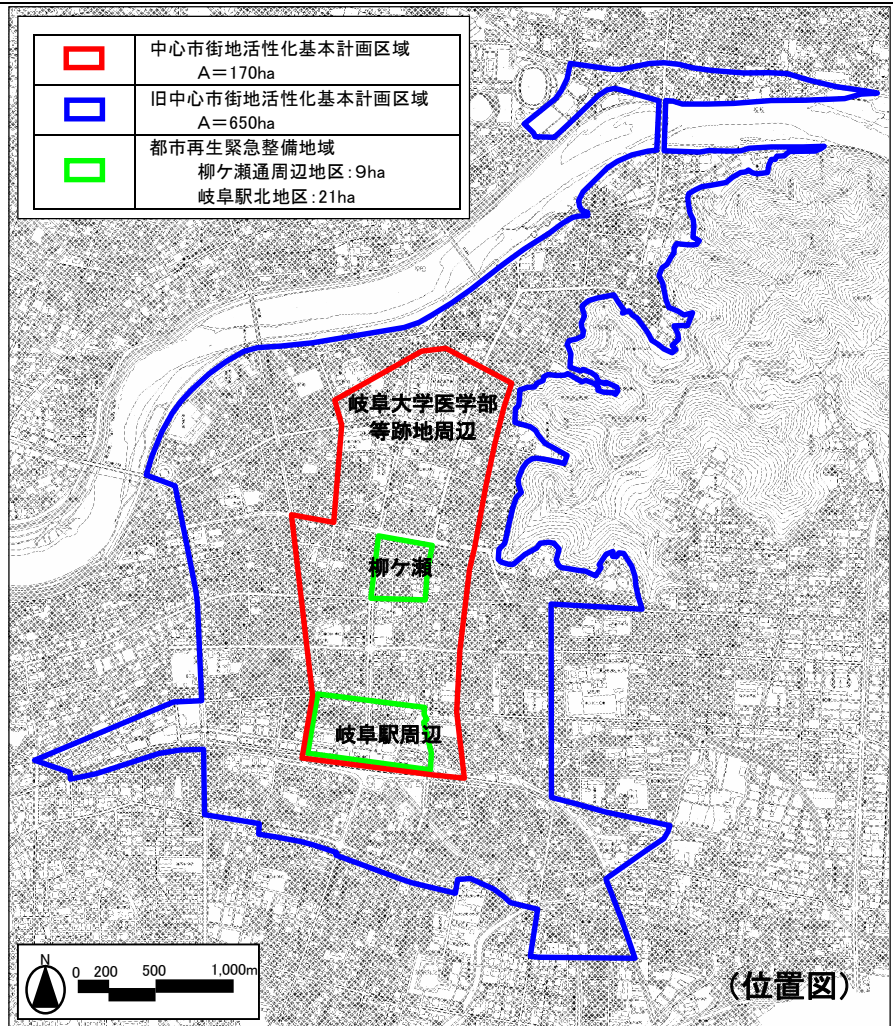 中心市街地活性化基本計画区域
A＝170ha
旧中心市街地活性化基本計画区域
A＝650ha
都市再生緊急整備地域
柳ケ瀬通周辺地区：9ha
岐阜駅北地区：21ha
岐阜大学医学部
等跡地周辺
柳ケ瀬
岐阜駅周辺
N
0 200 500 1,000m
（位置図）